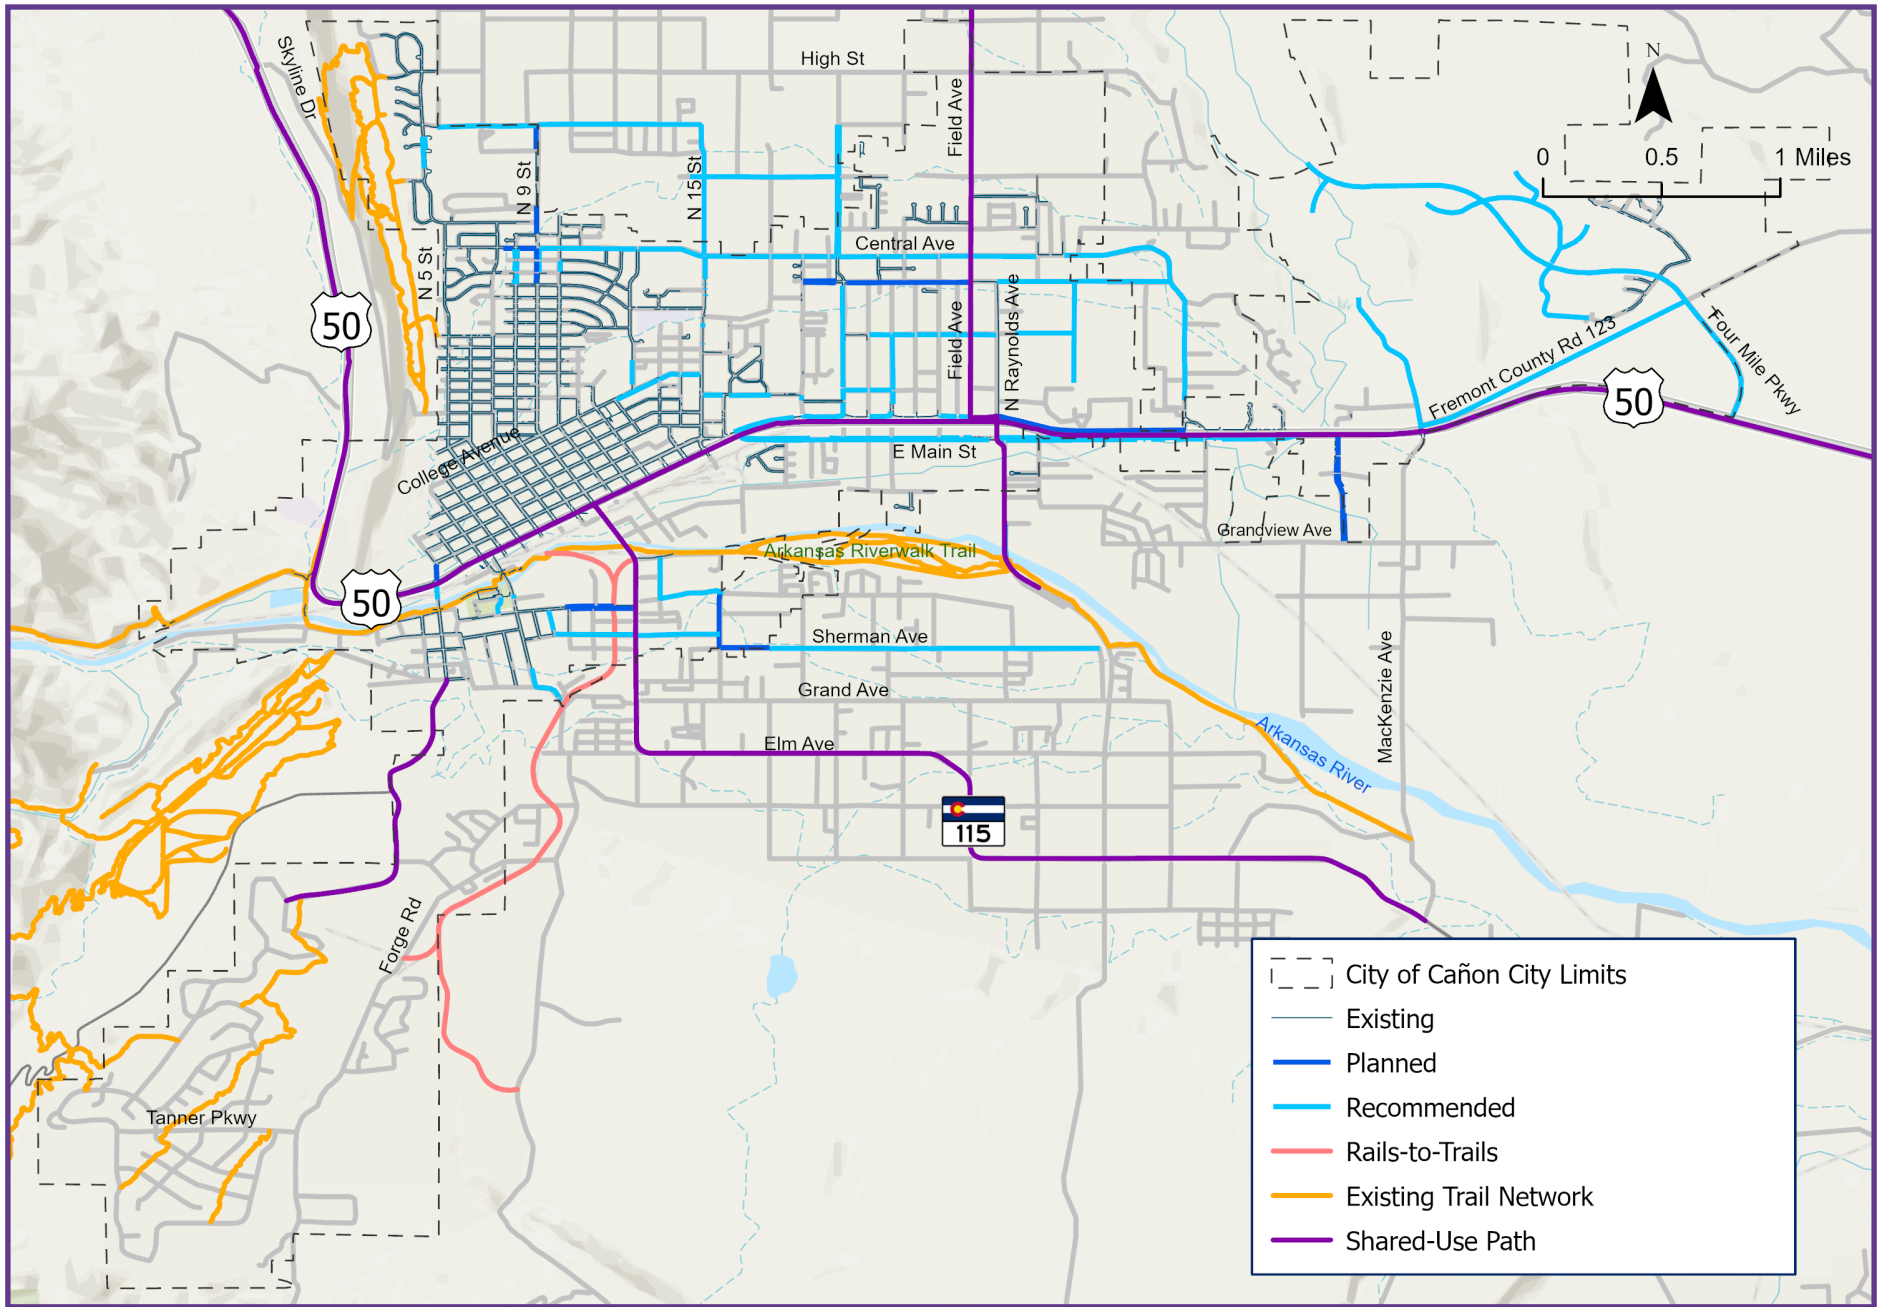 High St
Skyline Dr
Field Ave
N
0 0.5 1 Miles
N 9 St
N 15 St
N 5 St
Central Ave
50
Field Ave
N Raynolds Ave
Fremont County Rd 123
Four Mile Pkwy
50
College Avenue
E Main St
Grandview Ave
Arkansas Riverwalk Trail
50
Sherman Ave
MacKenzie Ave
Grand Ave
Elm Ave
Arkansas River
115
Forge Rd
Tanner Pkwy
City of Cañon City Limits
Existing
Planned
Recommended
Rails-to-Trails
Existing Trail Network
Shared-Use Path